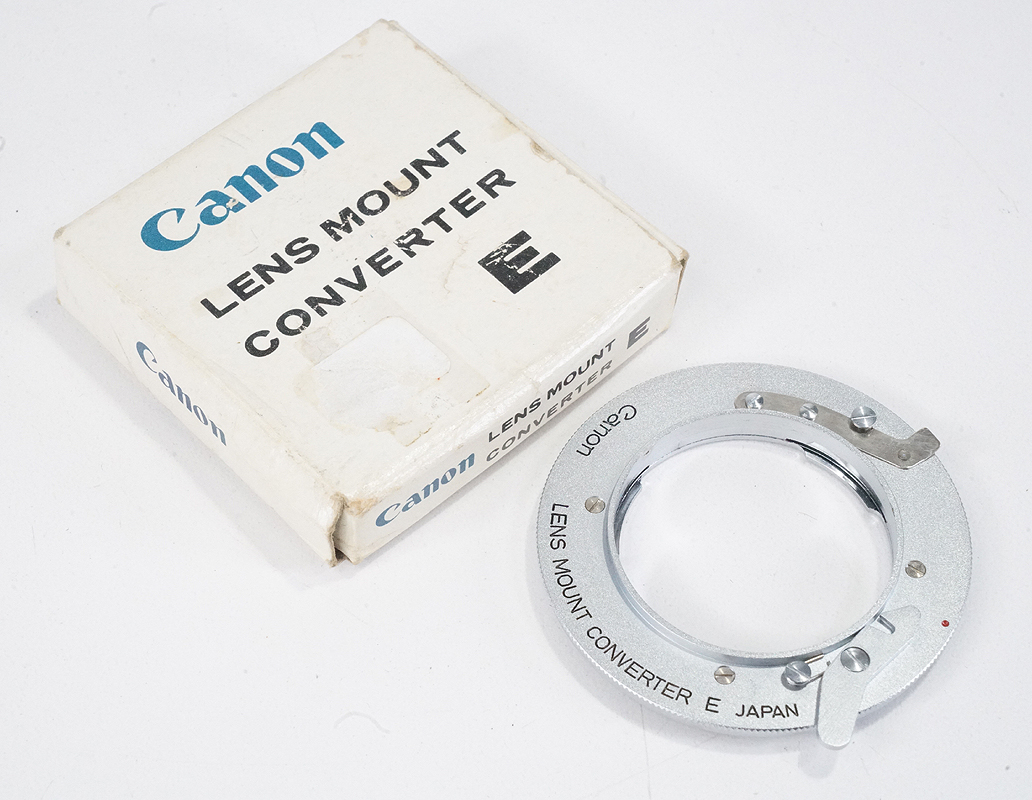 Canon
LENS MOUNT
CONVERTER
E
Canon
Canon
LENS MOUNT
CONVERTER
E
Canon
LENS MOUNT CONVERTER E JAPAN